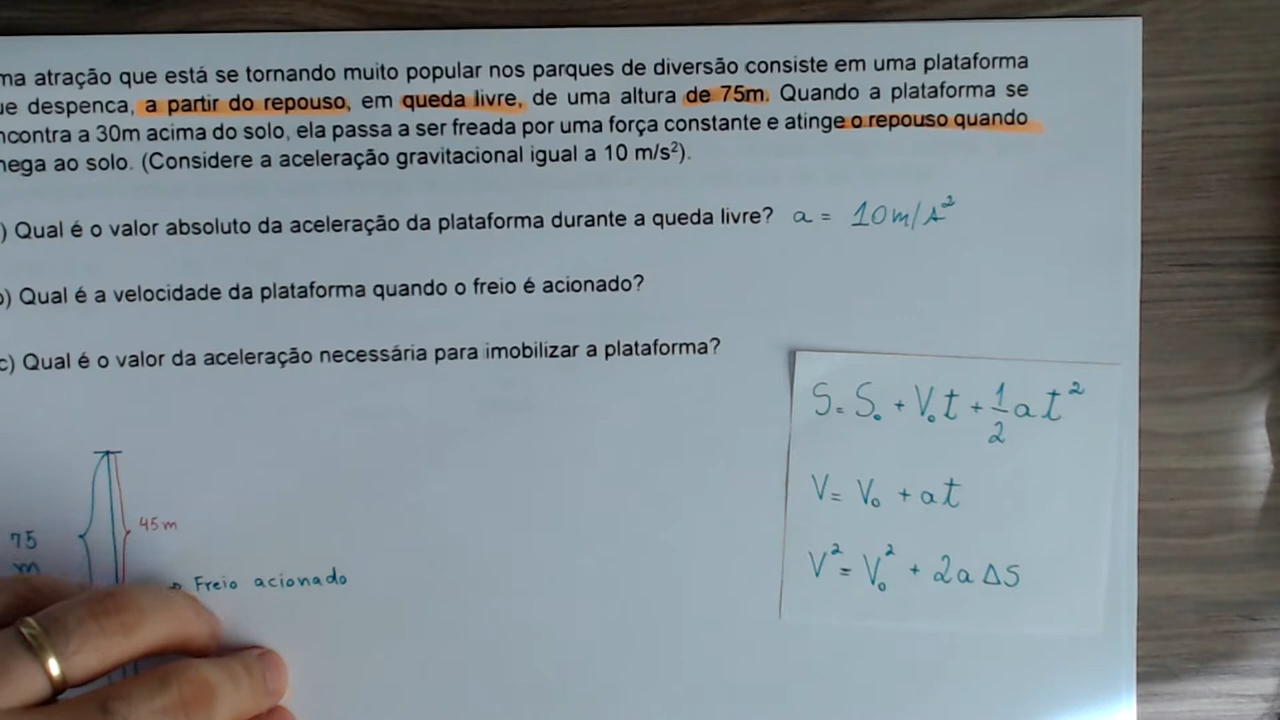 ma atração que está se tornando muito popular nos parques de diversão consiste em uma plataforma
ue despenca, a partir do repouso, em queda livre, de uma altura de 75m. Quando a plataforma se
ncontra a 30m acima do solo, ela passa a ser freada por uma força constante e atinge o repouso quando
hega ao solo. (Considere a aceleração gravitacional igual a 10 m/s²).
) Qual é o valor absoluto da aceleração da plataforma durante a queda livre? a = 10m/s²
b) Qual é a velocidade da plataforma quando o freio é acionado?
c) Qual é o valor da aceleração necessária para imobilizar a plataforma?
S = S₀ + V₀t + 1/2 at²
V = V₀ + at
V² = V₀² + 2aΔS
45m
75
m
Freio acionado